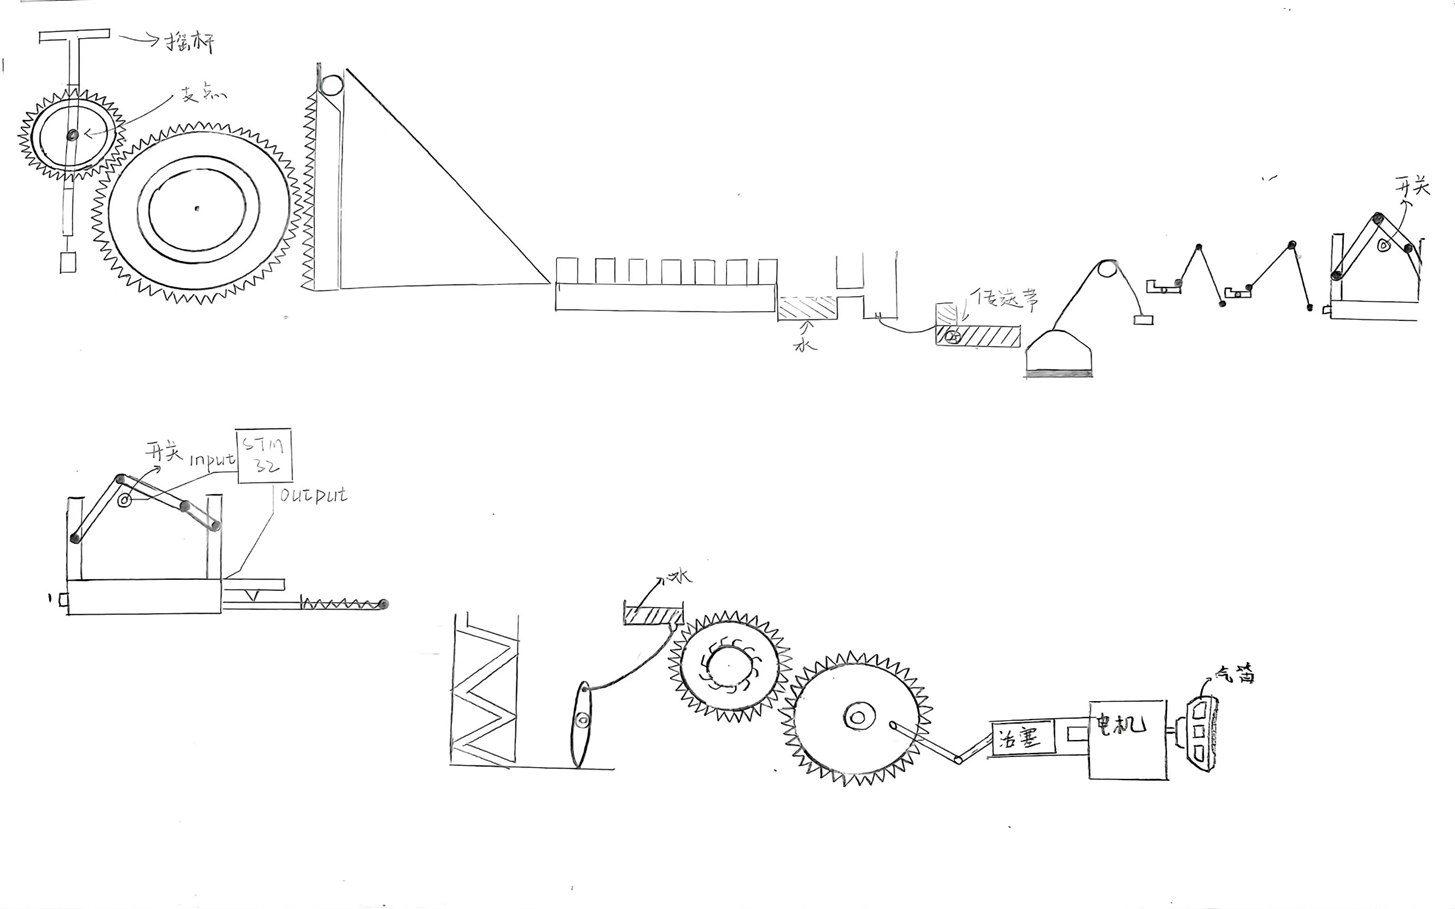 摇杆
支点
开关
传送带
水
开关
input
STM
32
output
水
气笛
电机
活塞